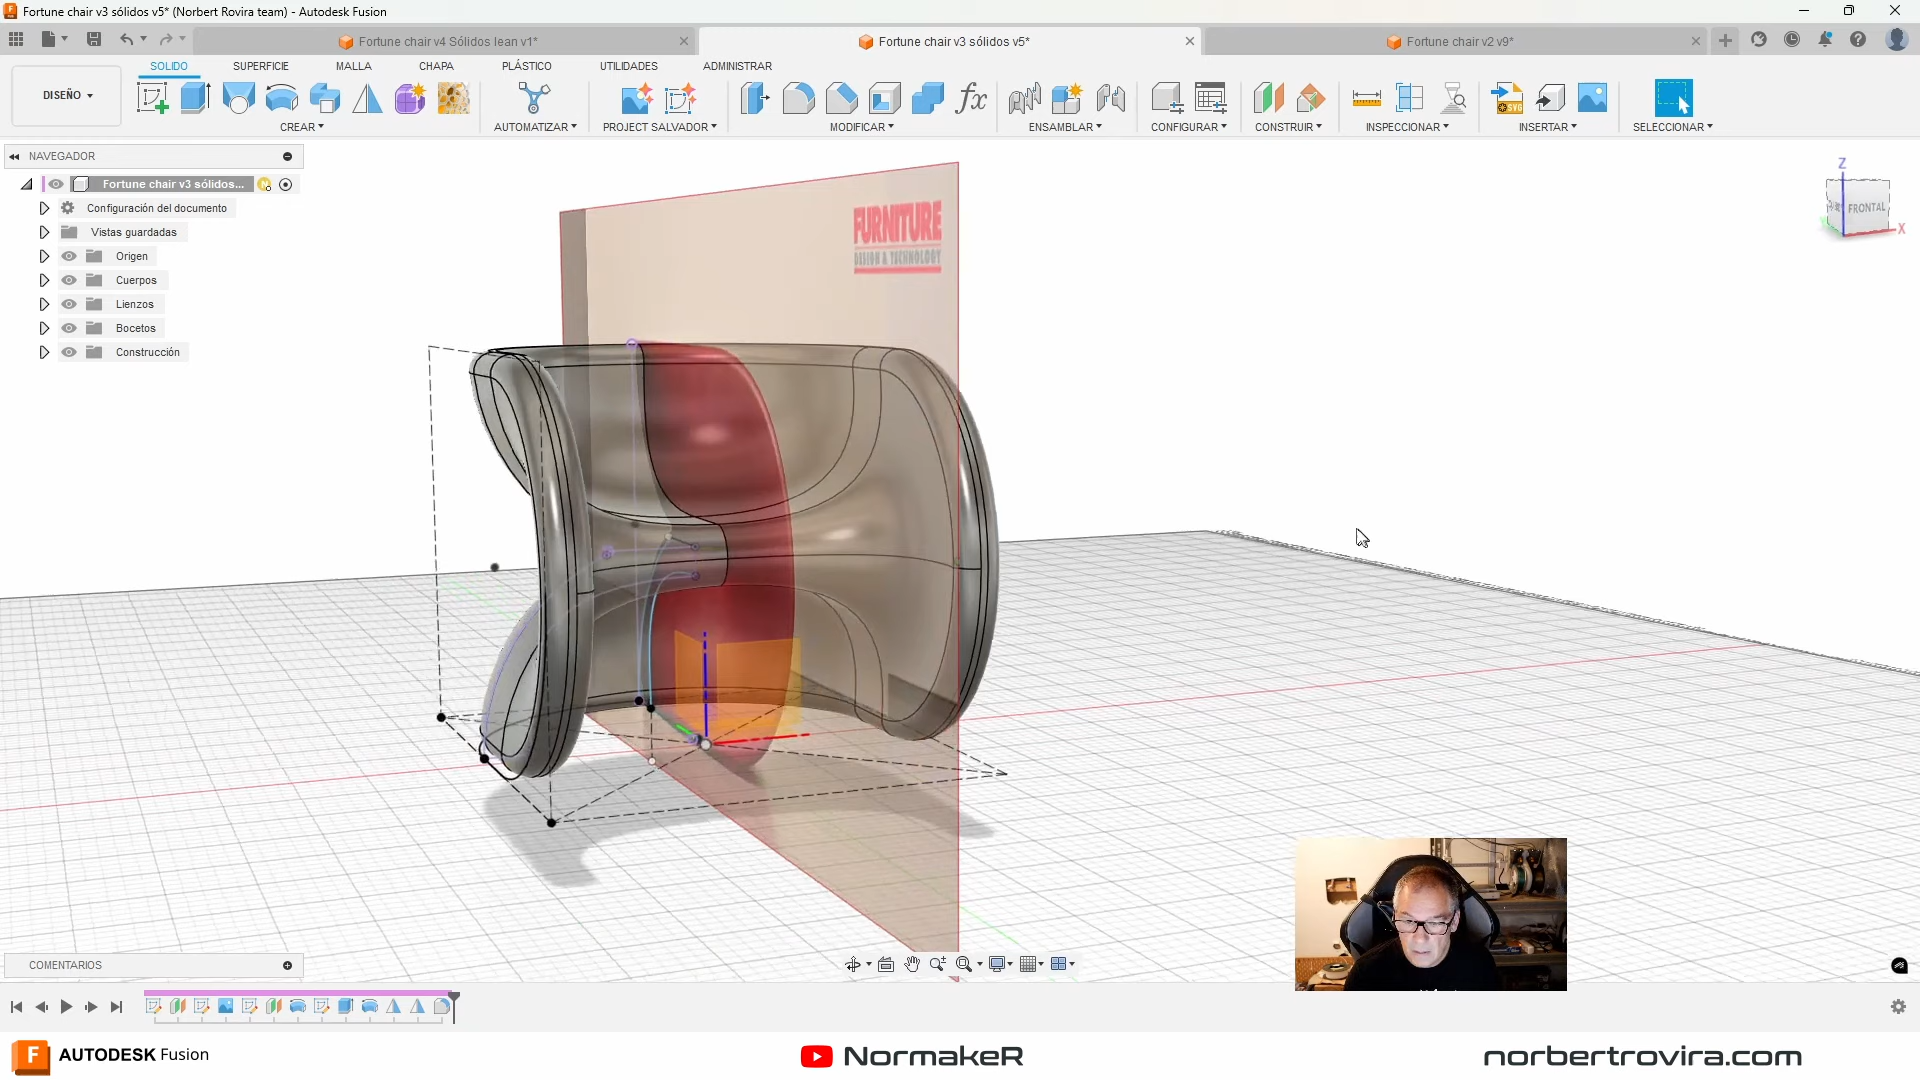 Fortune chair v3 sólidos v5* (Norbert Rovira team) - Autodesk Fusion
Fortune chair v4 Sólidos lean v1*
Fortune chair v3 sólidos v5*
Fortune chair v2 v9*
DISEÑO
SOLIDO
SUPERFICIE
MALLA
CHAPA
PLÁSTICO
UTILIDADES
ADMINISTRAR
CREAR
AUTOMATIZAR
PROJECT SALVADOR
MODIFICAR
ENSAMBLAR
CONFIGURAR
CONSTRUIR
INSPECCIONAR
INSERTAR
SELECCIONAR
NAVEGADOR
Fortune chair v3 sólidos...
Configuración del documento
Vistas guardadas
Origen
Cuerpos
Lienzos
Bocetos
Construcción
FURNITURE
DESIGN & TECHNOLOGY
Z
FRONTAL
X
COMENTARIOS
AUTODESK Fusion
NormakeR
norbertrovira.com